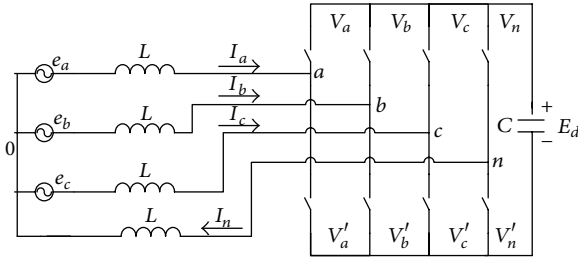 V_a V_b V_c V_n
e_a L I_a a
I_b b
e_b L I_c c C + E_d
−
0
e_c L n
L I_n
V'_a V'_b V'_c V'_n